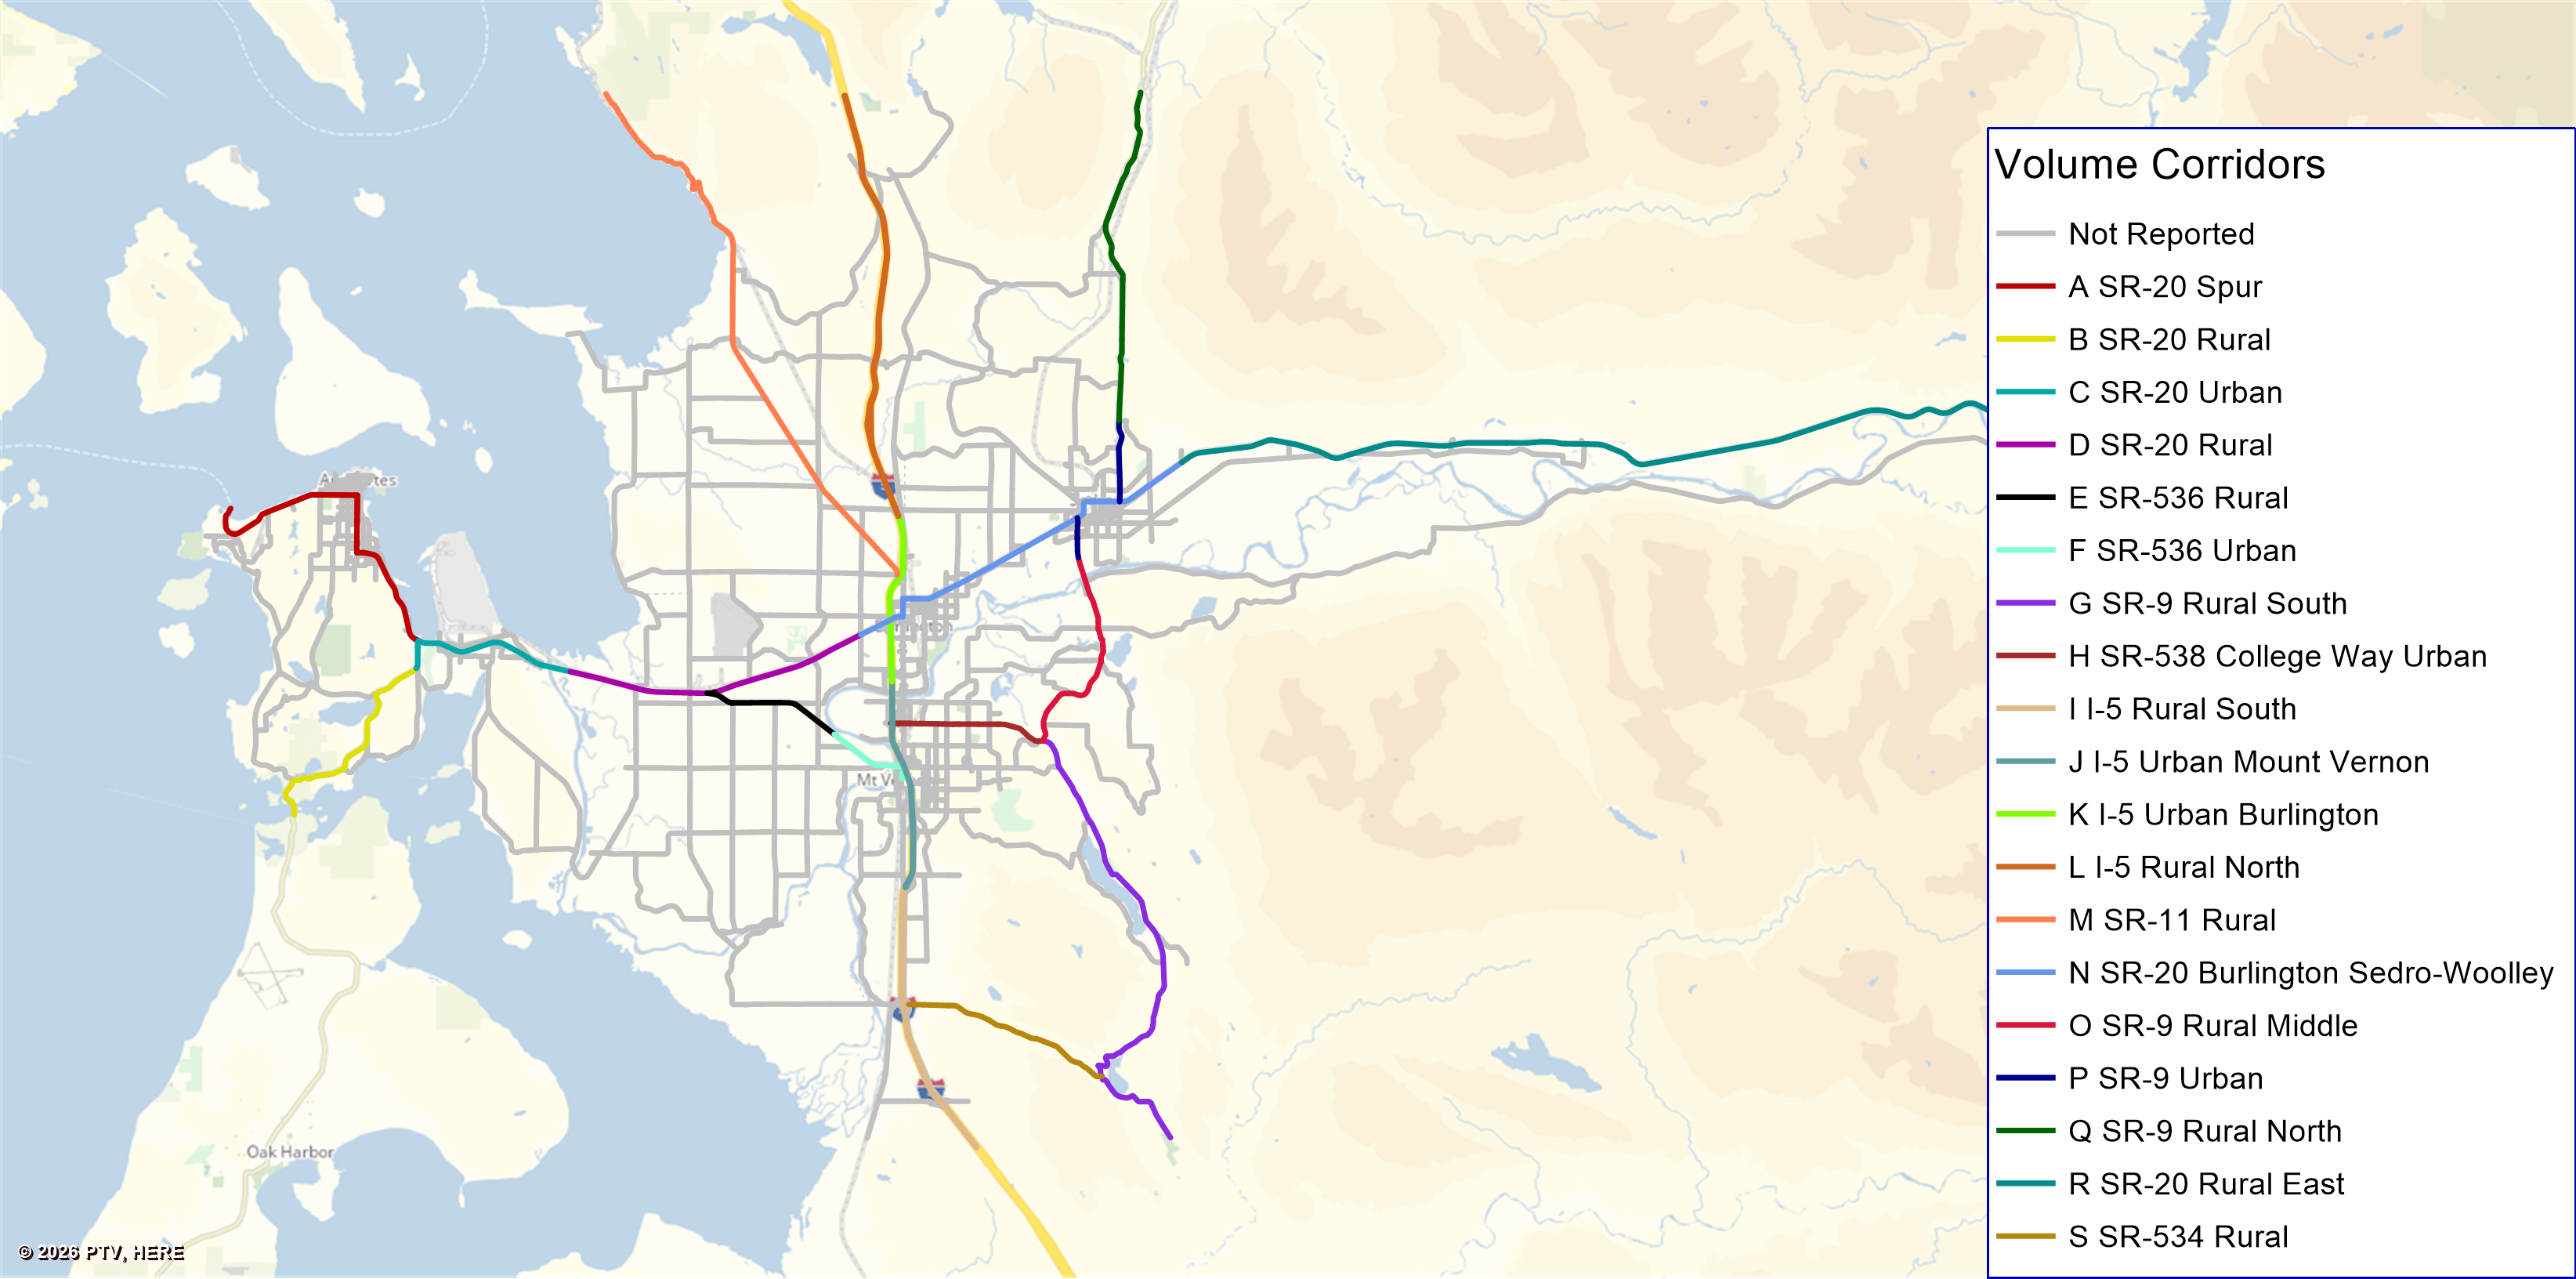 Volume Corridors
Not Reported
A SR-20 Spur
B SR-20 Rural
C SR-20 Urban
D SR-20 Rural
E SR-536 Rural
F SR-536 Urban
G SR-9 Rural South
H SR-538 College Way Urban
I I-5 Rural South
J I-5 Urban Mount Vernon
K I-5 Urban Burlington
L I-5 Rural North
M SR-11 Rural
N SR-20 Burlington Sedro-Woolley
O SR-9 Rural Middle
P SR-9 Urban
Q SR-9 Rural North
R SR-20 Rural East
S SR-534 Rural
Mt Ve
Oak Harbor
© 2026 PTV, HERE